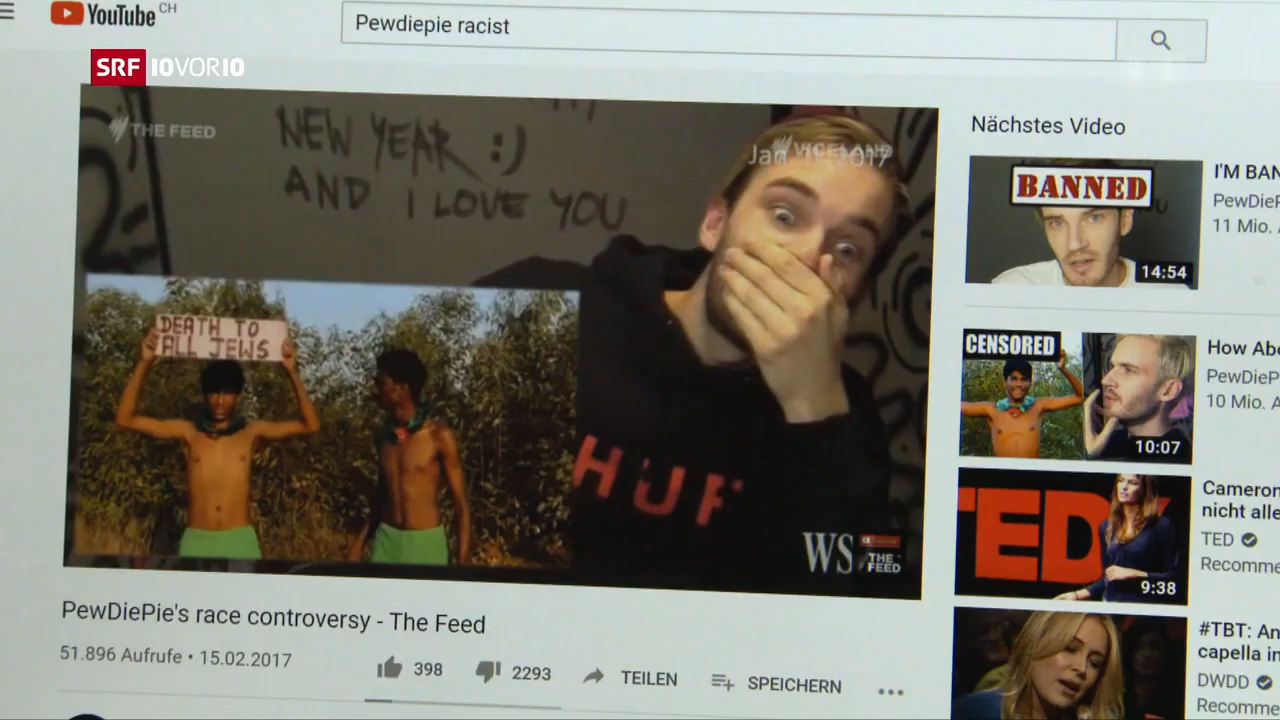 YouTube CH
Pewdiepie racist
SRF 10VOR10
THE FEED
NEW YEAR :)
AND I LOVE YOU
VICELAND
DEATH TO
ALL JEWS
HUF
WS
THE
FEED
PewDiePie's race controversy - The Feed
51.896 Aufrufe • 15.02.2017
398
2293
TEILEN
SPEICHERN
Nächstes Video
BANNED
14:54
I'M BAN
PewDieP
11 Mio.
CENSORED
10:07
How Abo
PewDieP
10 Mio. A
TED
9:38
Cameron
nicht alle
TED
Recomme
#TBT: An
capella in
DWDD
Recomme